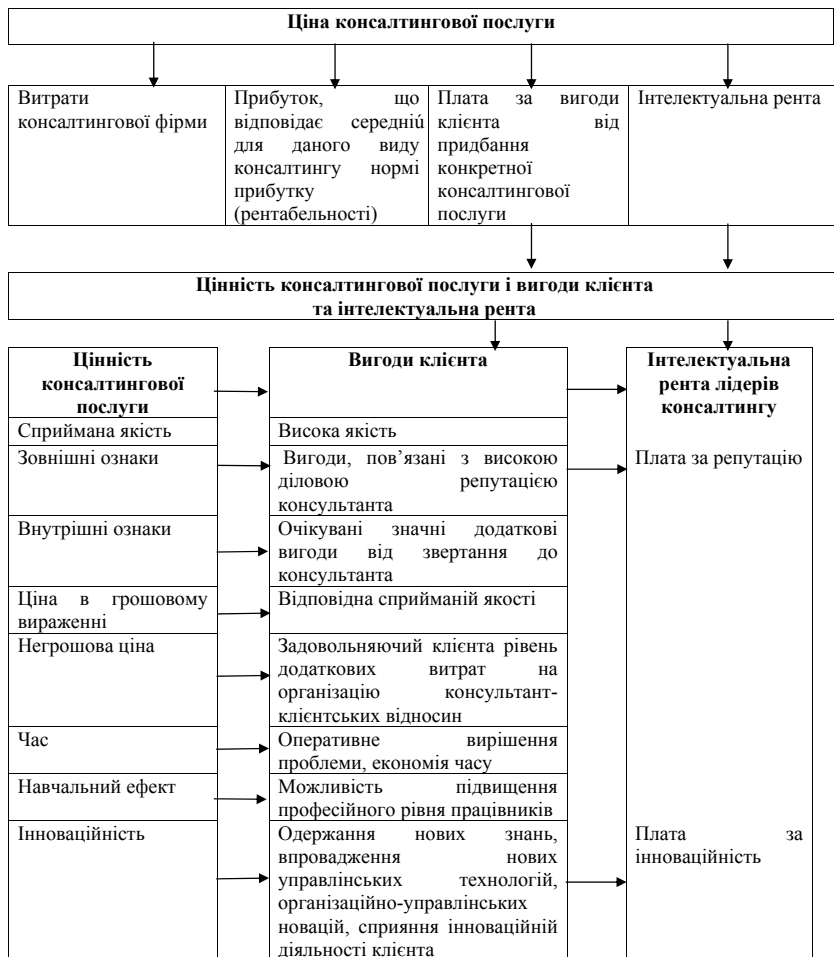 Ціна консалтингової послуги
Витрати
консалтингової фірми
Прибуток, що
відповідає середній
для даного виду
консалтингу нормі
прибутку
(рентабельності)
Плата за вигоди
клієнта від
придбання
конкретної
консалтингової
послуги
Інтелектуальна рента
Цінність консалтингової послуги і вигоди клієнта
та інтелектуальна рента
Цінність
консалтингової
послуги
Вигоди клієнта
Інтелектуальна
рента лідерів
консалтингу
Сприймана якість
Висока якість
Зовнішні ознаки
Вигоди, пов’язані з високою
діловою репутацією
консультанта
Плата за репутацію
Внутрішні ознаки
Очікувані значні додаткові
вигоди від звертання до
консультанта
Ціна в грошовому
вираженні
Відповідна сприйманій якості
Негрошова ціна
Задовольняючий клієнта рівень
додаткових витрат на
організацію консультант-
клієнтських відносин
Час
Оперативне вирішення
проблеми, економія часу
Навчальний ефект
Можливість підвищення
професійного рівня працівників
Інноваційність
Одержання нових знань,
впровадження нових
управлінських технологій,
організаційно-управлінських
новацій, сприяння інноваційній
діяльності клієнта
Плата за
інноваційність